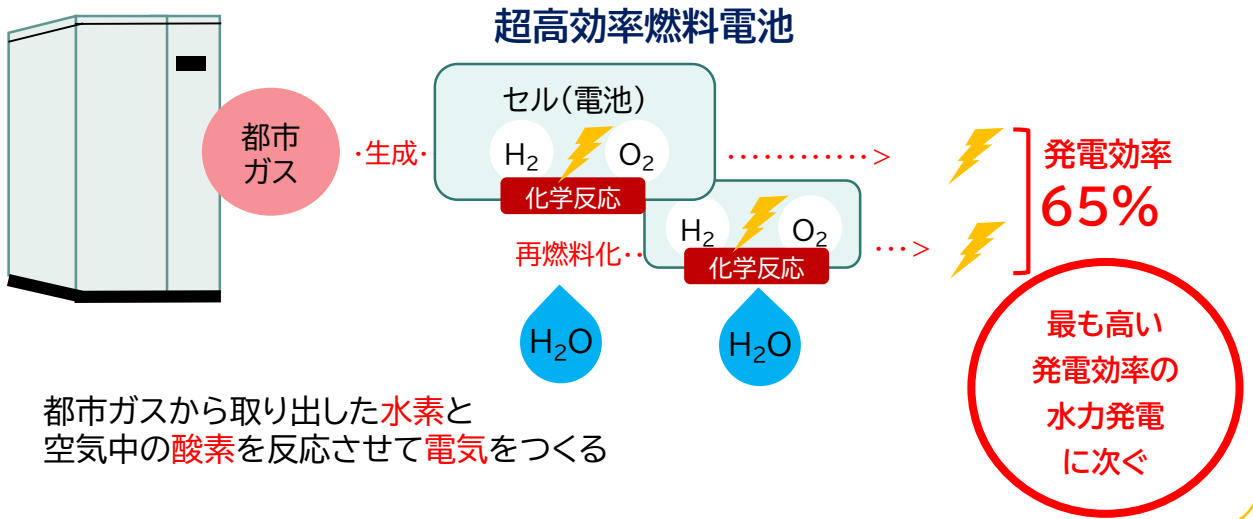 超高効率燃料電池
セル(電池)
都市
ガス
・生成・
H₂
O₂
化学反応
・・・・・・・・・・・・>
発電効率
65%
再燃料化・・
H₂
O₂
化学反応
・・・>
H₂O
H₂O
最も高い
発電効率の
水力発電
に次ぐ
都市ガスから取り出した水素と
空気中の酸素を反応させて電気をつくる